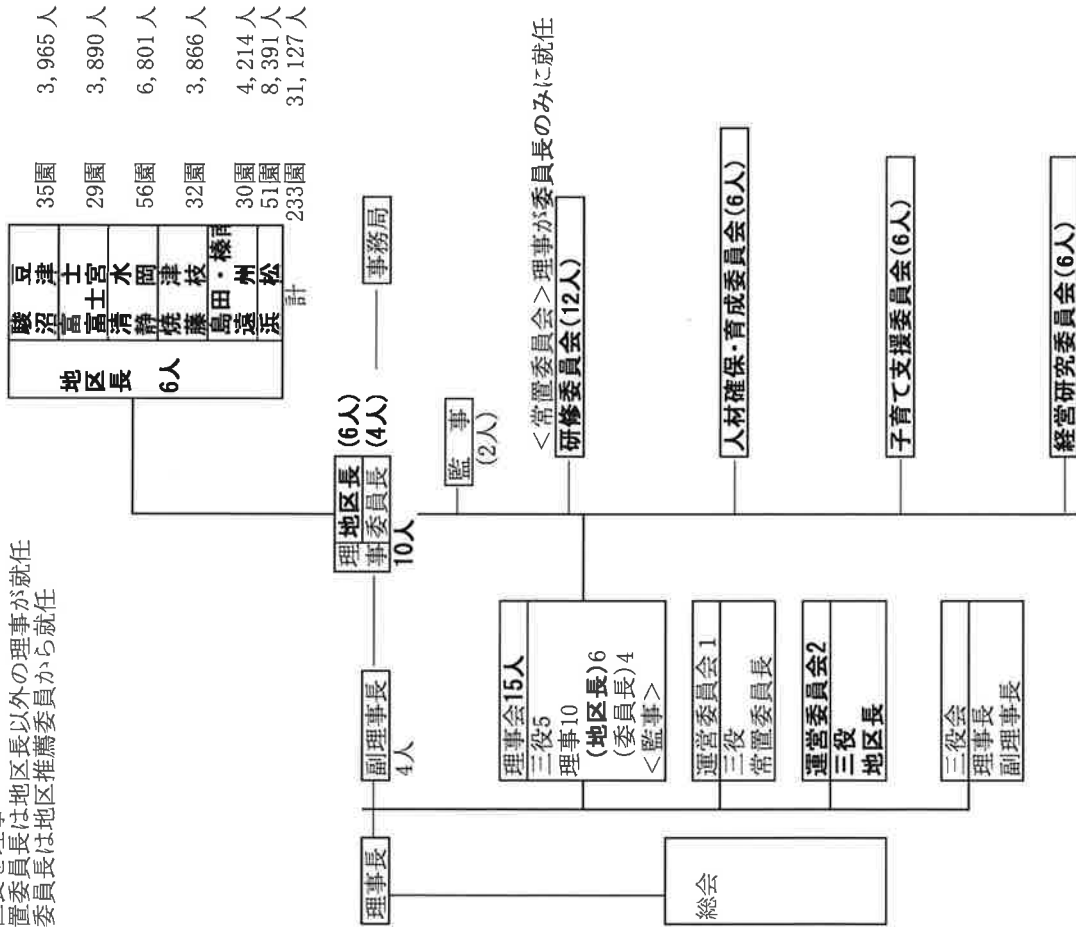 置委員長は地区長以外の理事が就任
委員長は地区推薦委員から就任
地区長 6人
駿豆
沼津 35園 3,965人
富士
富士宮 29園 3,890人
清水
静岡 56園 6,801人
焼津
藤枝 32園 3,866人
島田・榛南
遠州 30園 4,214人
浜松 51園 8,391人
計 233園 31,127人
理事長
副理事長
4人
理事
地区長 (6人)
委員長 (4人)
10人
事務局
監事
(2人)
総会
理事会15人
三役5
理事10
(地区長)6
(委員長)4
<監事>
運営委員会1
三役
常置委員長
運営委員会2
三役
地区長
三役会
理事長
副理事長
<常置委員会>理事が委員長のみに就任
研修委員会(12人)
人材確保・育成委員会(6人)
子育て支援委員会(6人)
経営研究委員会(6人)